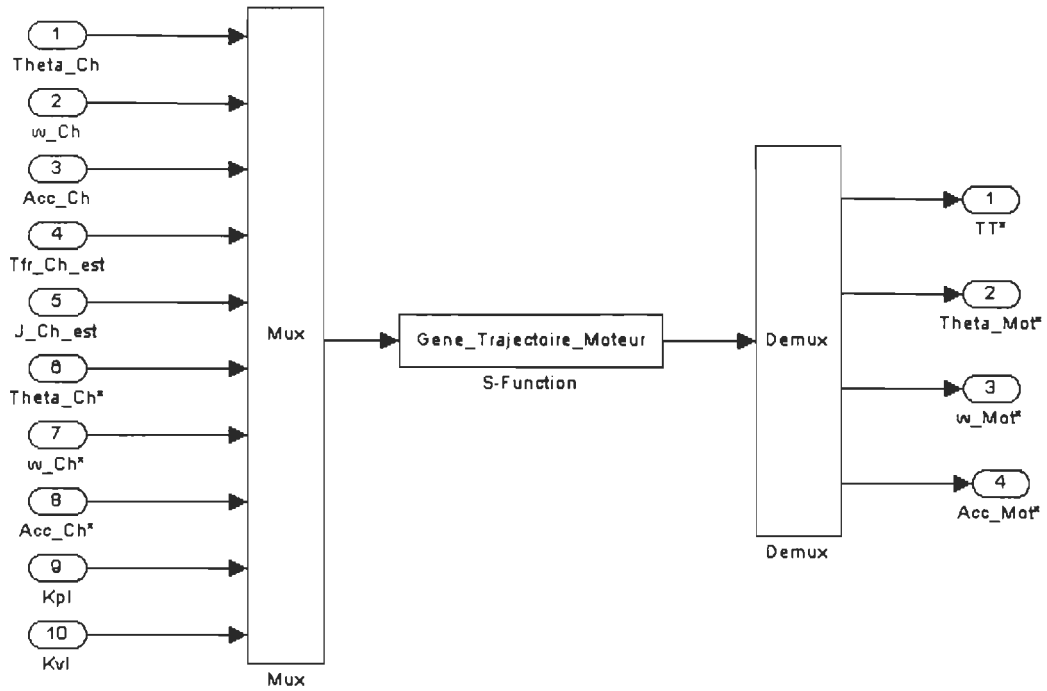 1
Theta_Ch
2
w_Ch
3
Acc_Ch
4
Tfr_Ch_est
5
J_Ch_est
6
Theta_Ch*
7
w_Ch*
8
Acc_Ch*
9
Kpl
10
Kvl
Mux
Mux
Gene_Trajectoire_Moteur
S-Function
Demux
Demux
1
TT*
2
Theta_Mot*
3
w_Mot*
4
Acc_Mot*